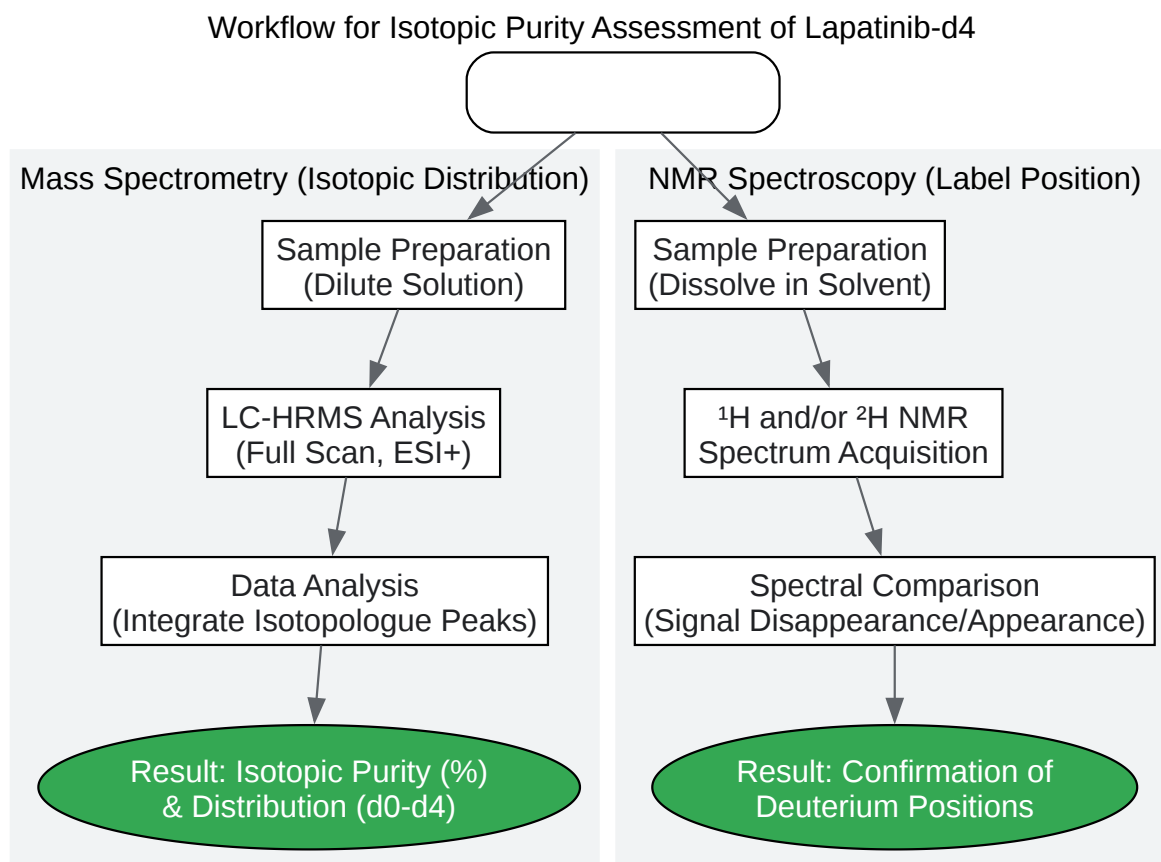 Workflow for Isotopic Purity Assessment of Lapatinib-d4
Mass Spectrometry (Isotopic Distribution)
Sample Preparation
(Dilute Solution)
LC-HRMS Analysis
(Full Scan, ESI+)
Data Analysis
(Integrate Isotopologue Peaks)
Result: Isotopic Purity (%)
& Distribution (d0-d4)
NMR Spectroscopy (Label Position)
Sample Preparation
(Dissolve in Solvent)
¹H and/or ²H NMR
Spectrum Acquisition
Spectral Comparison
(Signal Disappearance/Appearance)
Result: Confirmation of
Deuterium Positions